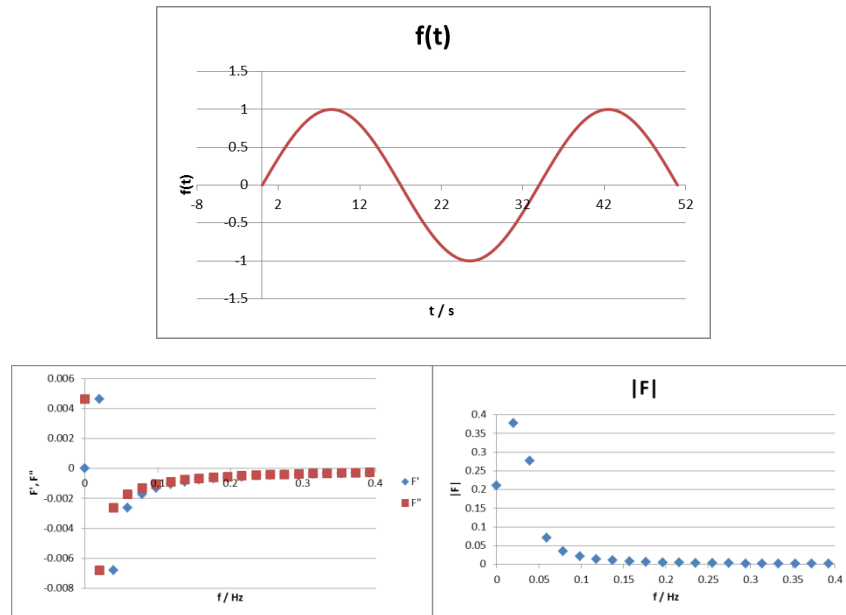 f(t)
1.5
1
0.5
0
-0.5
-1
-1.5
f(t)
-8 2 12 22 32 42 52
t / s
0.006
0.004
0.002
0
-0.002
-0.004
-0.006
-0.008
F', F"
0 0.1 0.2 0.3 0.4
f / Hz
F'
F"
|F|
0.4
0.35
0.3
0.25
0.2
0.15
0.1
0.05
0
|F|
0 0.05 0.1 0.15 0.2 0.25 0.3 0.35 0.4
f / Hz